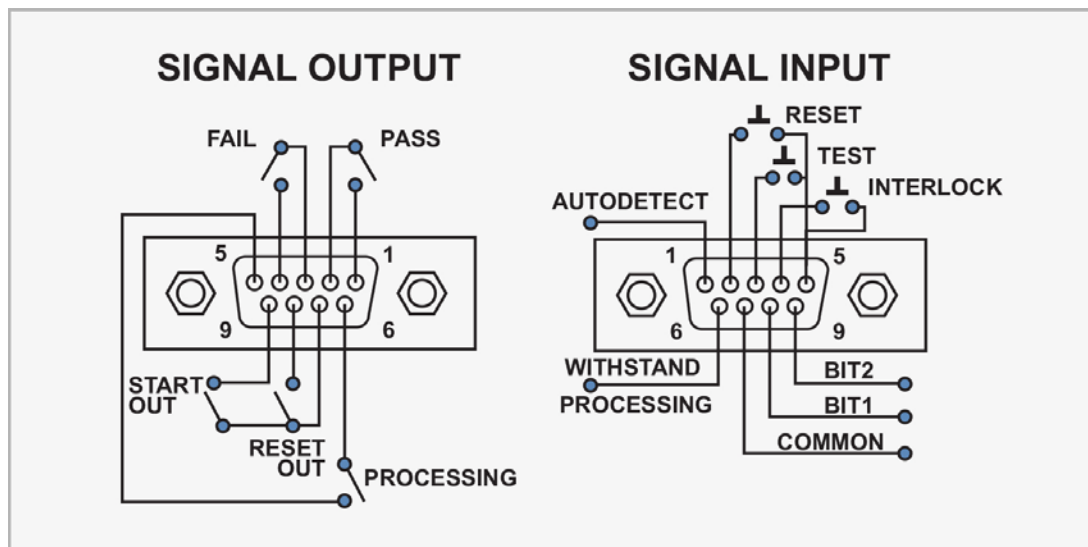 SIGNAL OUTPUT
FAIL
PASS
5
1
9
6
START
OUT
RESET
OUT
PROCESSING
SIGNAL INPUT
RESET
TEST
INTERLOCK
AUTODETECT
1
5
6
9
WITHSTAND
PROCESSING
BIT2
BIT1
COMMON